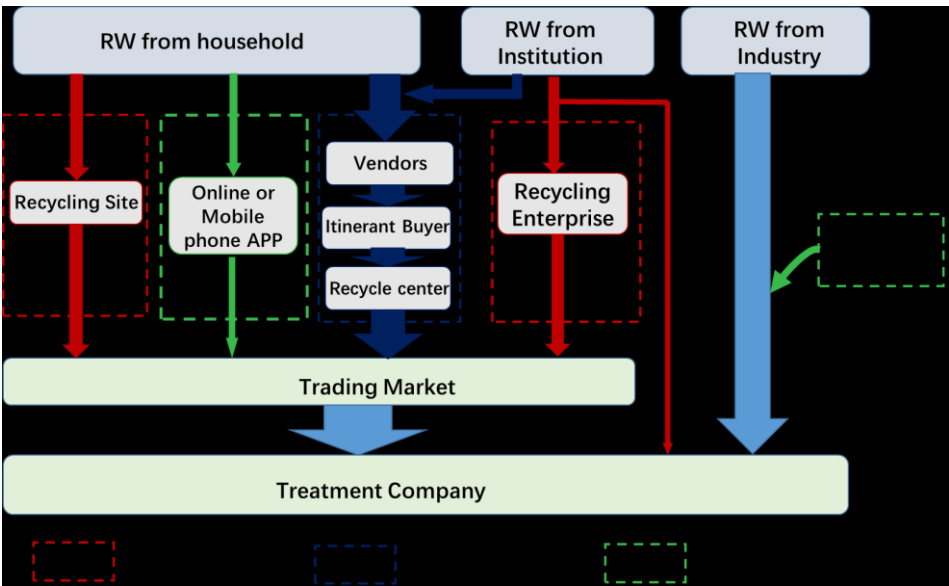 RW from household
RW from
Institution
RW from
Industry
Vendors
Recycling Site
Online or
Mobile
phone APP
Itinerant Buyer
Recycle center
Recycling
Enterprise
Trading Market
Treatment Company